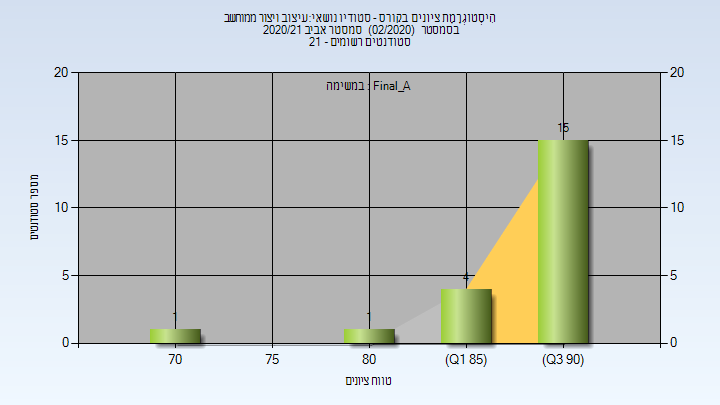 היסטוגרמת ציונים בקורס - סטודיו נושאי:עיצוב ויצור ממוחשב
בסמסטר (02/2020) סמסטר אביב 2020/21
סטודנטים רשומים - 21
במשימה : Final_A
20
20
15
15
15
10
10
5
5
4
1
1
0
0
70
75
80
(Q1 85)
(Q3 90)
מספר סטודנטים
טווח ציונים